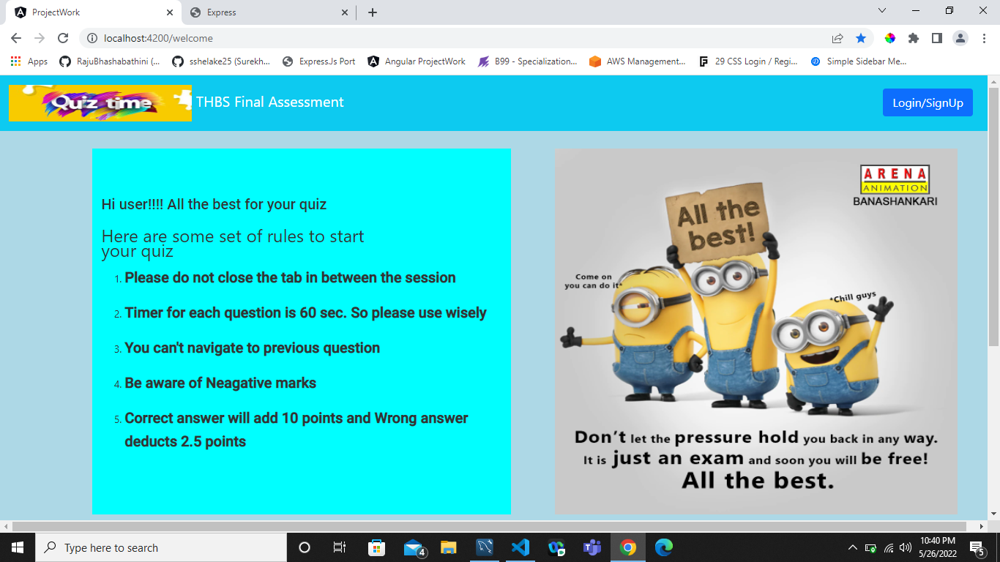 ProjectWork
Express
localhost:4200/welcome
Apps
RajuBhashabathini (...
sshelake25 (Surekh...
ExpressJs Port
Angular ProjectWork
B99 - Specialization...
AWS Management...
29 CSS Login / Regi...
Simple Sidebar Me...
Quiz time
THBS Final Assessment
Login/SignUp
Hi user!!!! All the best for your quiz
Here are some set of rules to start
your quiz
1. Please do not close the tab in between the session
2. Timer for each question is 60 sec. So please use wisely
3. You can't navigate to previous question
4. Be aware of Neagative marks
5. Correct answer will add 10 points and Wrong answer
deducts 2.5 points
ARENA
ANIMATION
BANASHANKARI
All the
best!
Come on
you can do it*
*Chill guys
Don't let the pressure hold you back in any way.
It is just an exam and soon you will be free!
All the best.
Type here to search
4
10:40 PM
5/26/2022
5